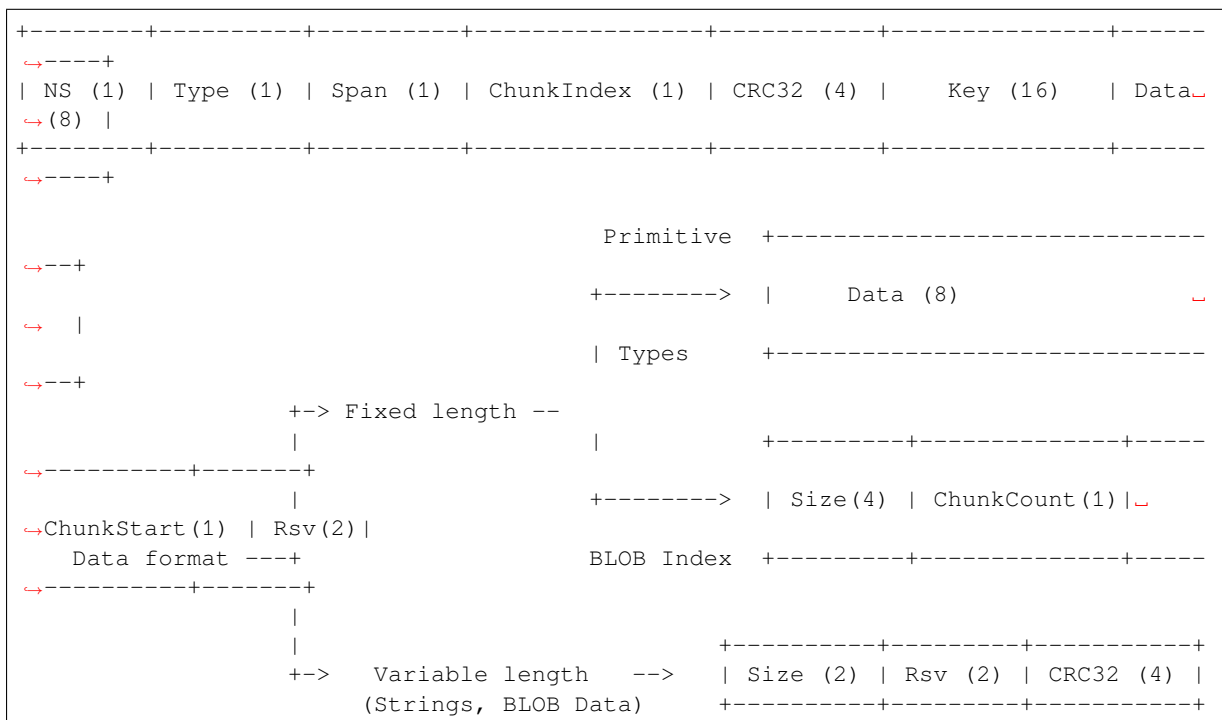 +--------+----------+----------+----------------+-----------+---------------+------
↪----+
| NS (1) | Type (1) | Span (1) | ChunkIndex (1) | CRC32 (4) |    Key (16)   | Data␣
↪(8) |
+--------+----------+----------+----------------+-----------+---------------+------
↪----+
                                         Primitive  +------------------------------
↪--+
                                        +-------->  |     Data (8)                 ␣
↪  |
                                        | Types     +------------------------------
↪--+
                   +-> Fixed length --
                   |                    |           +---------+--------------+-----
↪----------+-------+
                   |                    +-------->  | Size(4) | ChunkCount(1)|␣
↪ChunkStart(1) | Rsv(2)|
    Data format ---+                    BLOB Index  +---------+--------------+-----
↪----------+-------+
                   |
                   |                             +----------+---------+-----------+
                   +->   Variable length   -->   | Size (2) | Rsv (2) | CRC32 (4) |
                        (Strings, BLOB Data)     +----------+---------+-----------+